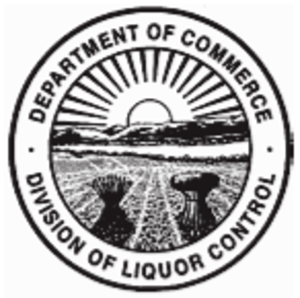 DEPARTMENT OF COMMERCE
DIVISION OF LIQUOR CONTROL